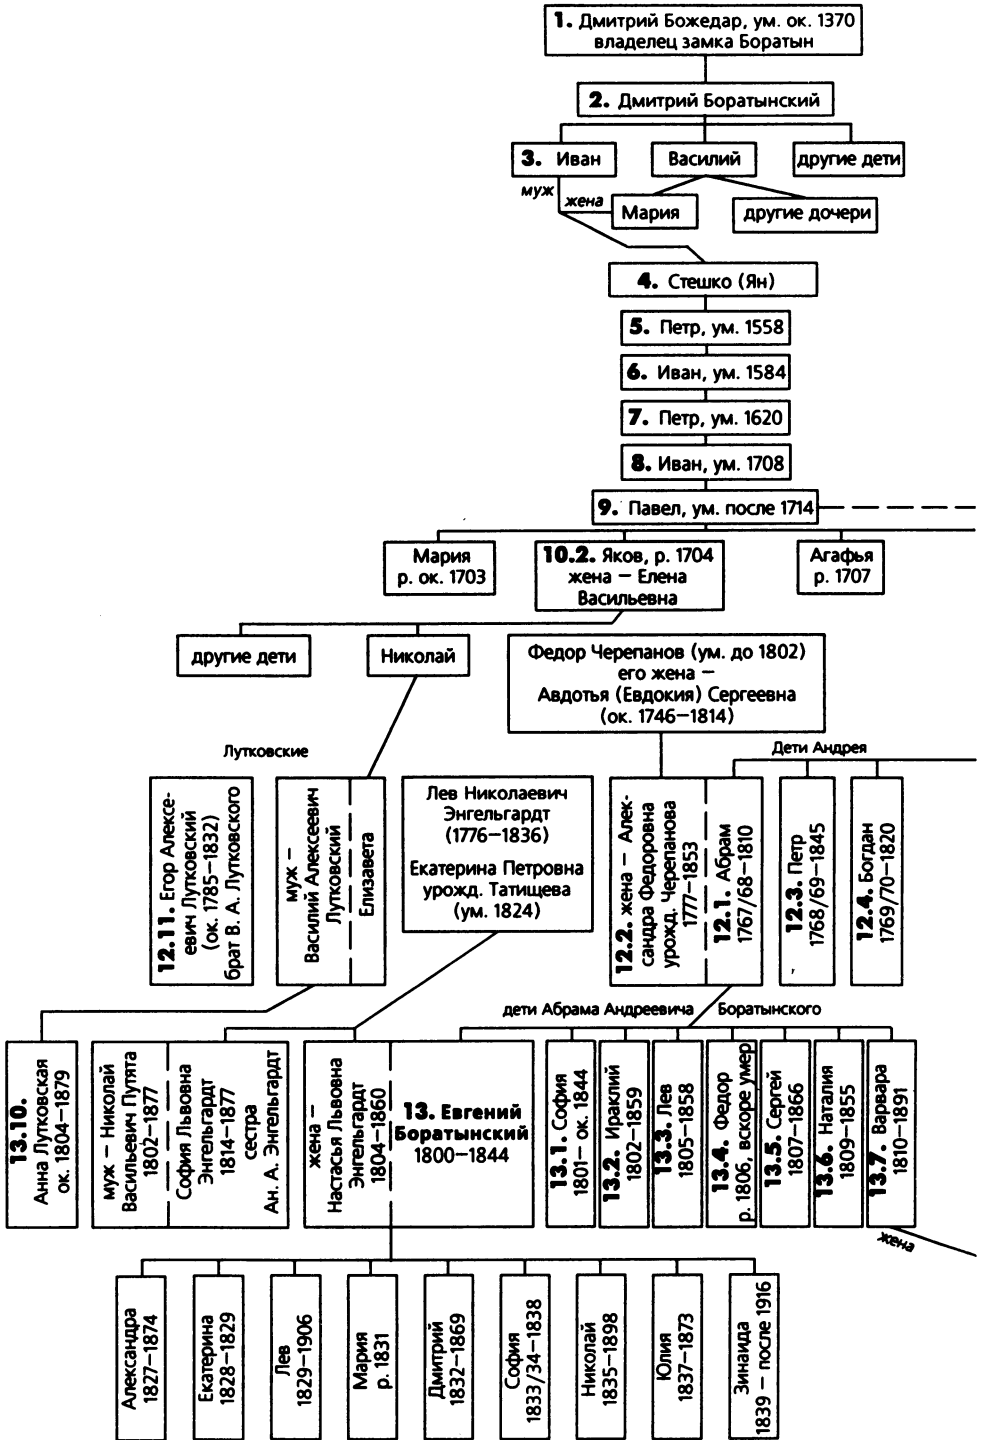 1. Дмитрий Божедар, ум. ок. 1370
владелец замка Боратын
2. Дмитрий Боратынский
3. Иван
Василий
другие дети
муж
жена
Мария
другие дочери
4. Стешко (Ян)
5. Петр, ум. 1558
6. Иван, ум. 1584
7. Петр, ум. 1620
8. Иван, ум. 1708
9. Павел, ум. после 1714
Мария
р. ок. 1703
10.2. Яков, р. 1704
жена – Елена
Васильевна
Агафья
р. 1707
другие дети
Николай
Федор Черепанов (ум. до 1802)
его жена –
Авдотья (Евдокия) Сергеевна
(ок. 1746–1814)
Лутковские
Дети Андрея
12.11. Егор Алексе-
евич Лутковский
(ок. 1785–1832)
брат В. А. Лутковского
муж –
Василий Алексеевич
Лутковский
Елизавета
Лев Николаевич
Энгельгардт
(1776–1836)
Екатерина Петровна
урожд. Татищева
(ум. 1824)
12.2. жена – Алек-
сандра Федоровна
урожд. Черепанова
1777–1853
12.1. Абрам
1767/68–1810
12.3. Петр
1768/69–1845
12.4. Богдан
1769/70–1820
дети Абрама Андреевича Боратынского
13.10.
Анна Лутковская
ок. 1804–1879
муж – Николай
Васильевич Путята
1802–1877
София Львовна
Энгельгардт
1814–1877
сестра
Ан. А. Энгельгардт
жена –
Настасья Львовна
Энгельгардт
1804–1860
13. Евгений
Боратынский
1800–1844
13.1. София
1801– ок. 1844
13.2. Ираклий
1802–1859
13.3. Лев
1805–1858
13.4. Федор
р. 1806, вскоре умер
13.5. Сергей
1807–1866
13.6. Наталия
1809–1855
13.7. Варвара
1810–1891
жена
Александра
1827–1874
Екатерина
1828–1829
Лев
1829–1906
Мария
р. 1831
Дмитрий
1832–1869
София
1833/34–1838
Николай
1835–1898
Юлия
1837–1873
Зинаида
1839 – после 1916